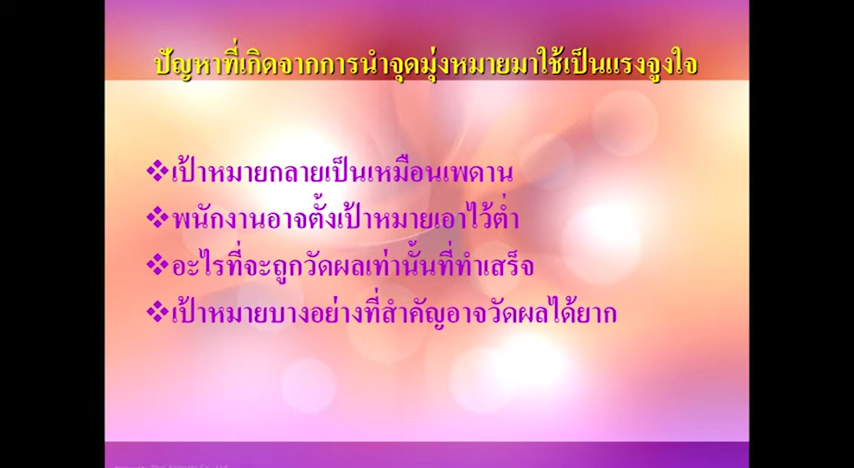 ปัญหาที่เกิดจากการนำจุดมุ่งหมายมาใช้เป็นแรงจูงใจ
❖เป้าหมายกลายเป็นเหมือนเพดาน
❖พนักงานอาจตั้งเป้าหมายเอาไว้ต่ำ
❖อะไรที่จะถูกวัดผลเท่านั้นที่ทำเสร็จ
❖เป้าหมายบางอย่างที่สำคัญอาจวัดผลได้ยาก